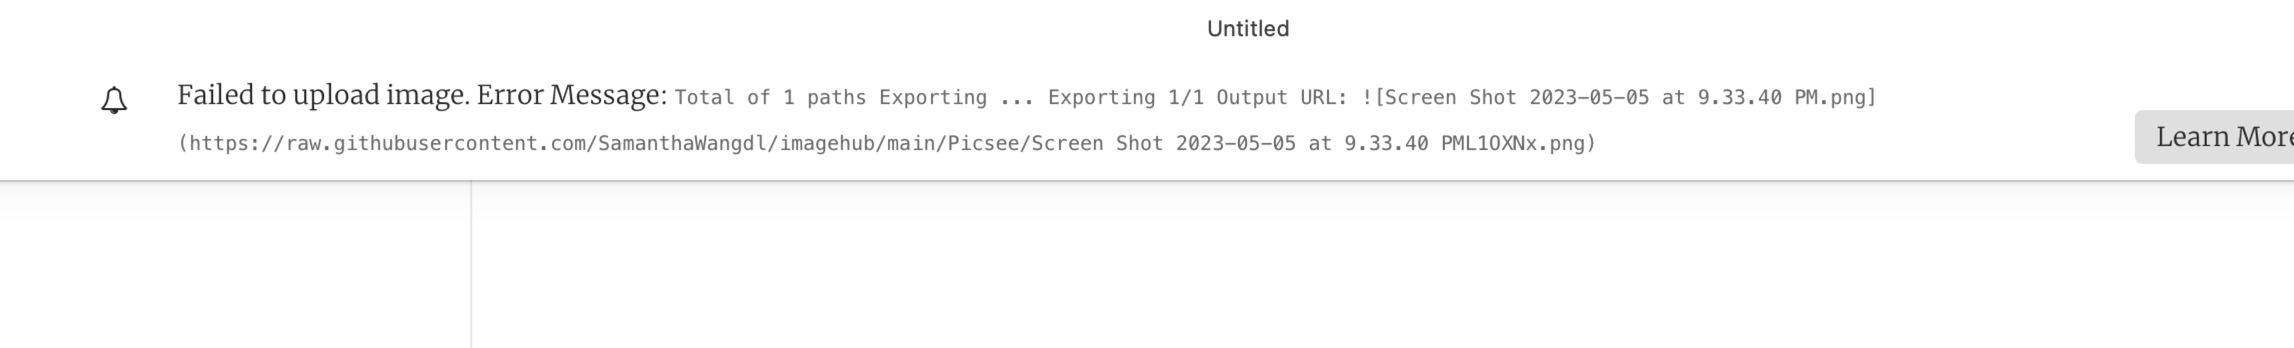 Untitled
Failed to upload image. Error Message: Total of 1 paths Exporting ... Exporting 1/1 Output URL: ![Screen Shot 2023-05-05 at 9.33.40 PM.png]
(https://raw.githubusercontent.com/SamanthaWangdl/imagehub/main/Picsee/Screen Shot 2023-05-05 at 9.33.40 PML1OXNx.png)
Learn More